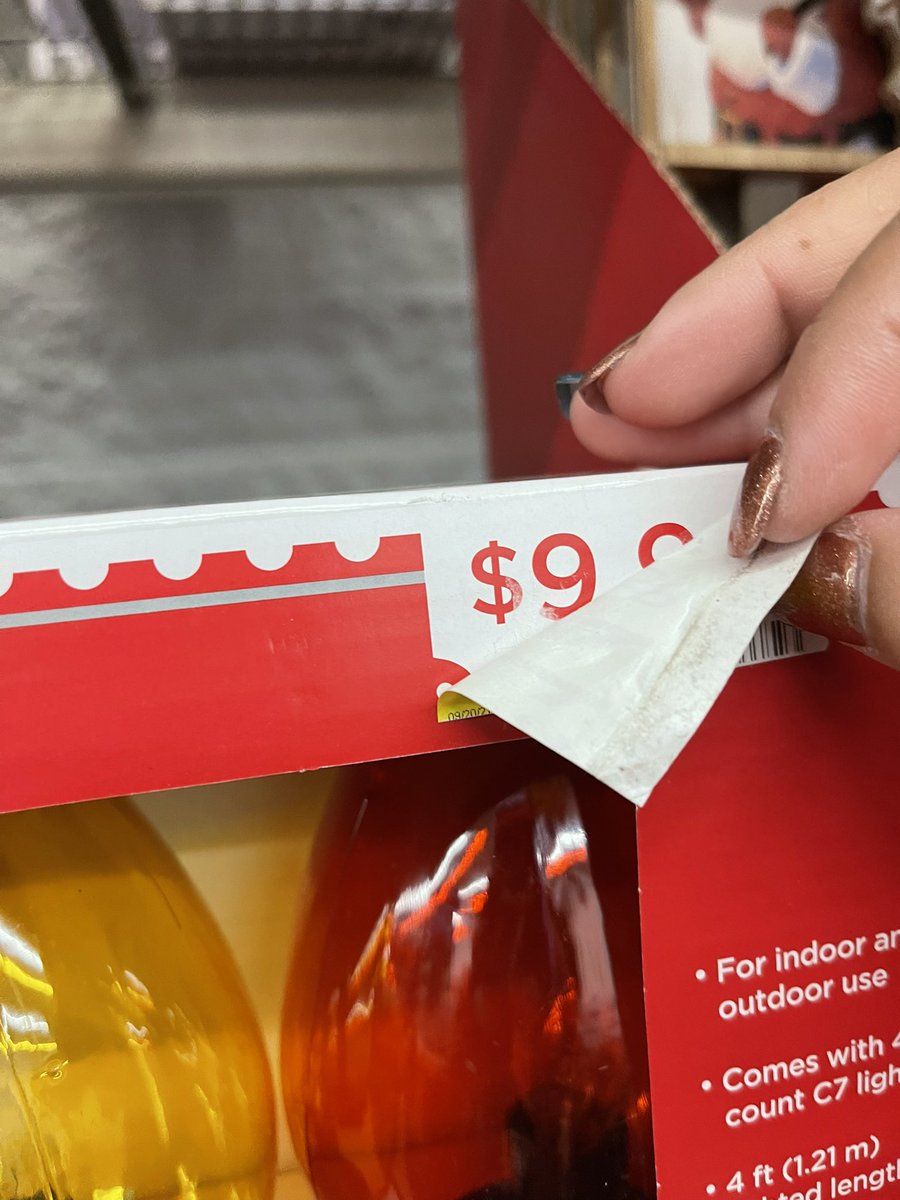 $9.9
09/20/2
• For indoor an
outdoor use
• Comes with 4
count C7 ligh
• 4 ft (1.21 m)
ted length